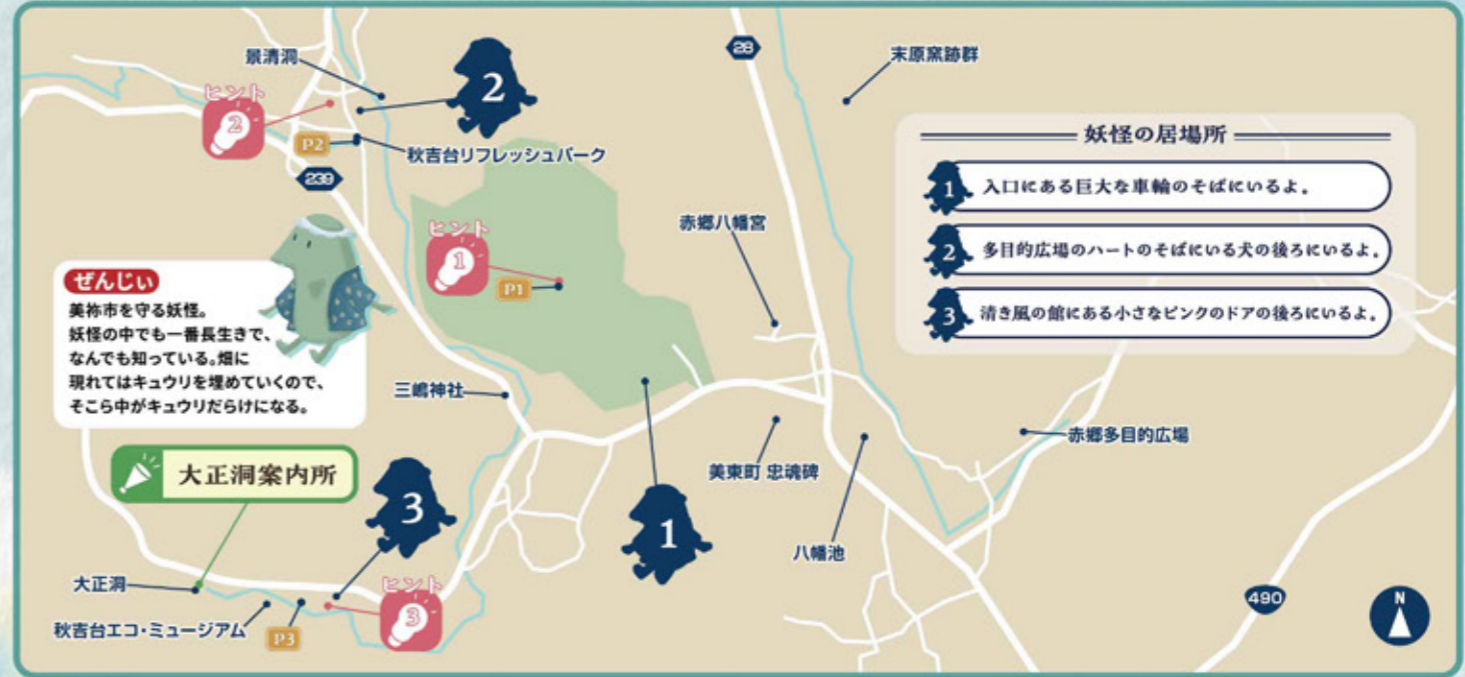 景清洞
ヒント
2
2
P2
秋吉台リフレッシュパーク
239
28
末原窯跡群
妖怪の居場所
1 入口にある巨大な車輪のそばにいるよ。
2 多目的広場のハートのそばにいる犬の後ろにいるよ。
3 清き風の館にある小さなピンクのドアの後ろにいるよ。
ヒント
1
P1
赤郷八幡宮
ぜんじぃ
美祢市を守る妖怪。
妖怪の中でも一番長生きで、
なんでも知っている。畑に
現れてはキュウリを埋めていくので、
そこら中がキュウリだらけになる。
三嶋神社
赤郷多目的広場
美東町 忠魂碑
大正洞案内所
3
1
八幡池
大正洞
ヒント
3
秋吉台エコ・ミュージアム
P3
490
N